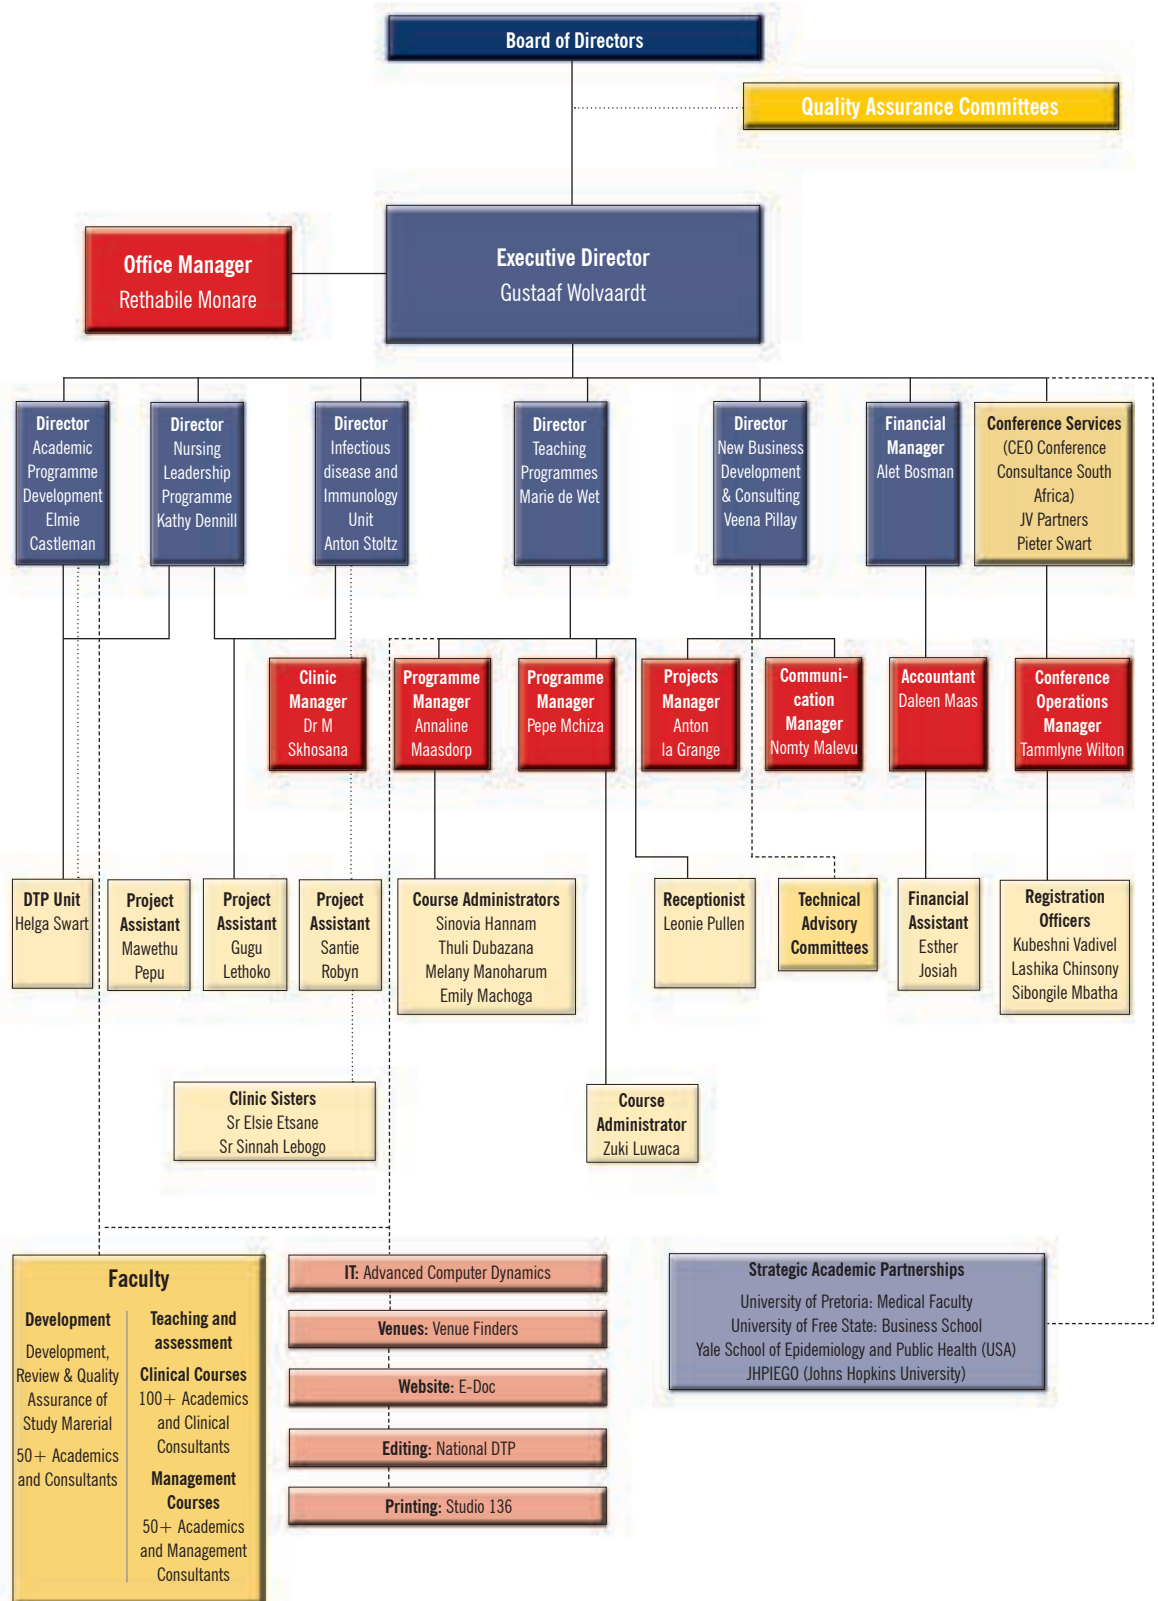 Board of Directors
Quality Assurance Committees
Office Manager
Rethabile Monare
Executive Director
Gustaaf Wolvaardt
Director
Academic
Programme
Development
Elmie
Castleman
Director
Nursing
Leadership
Programme
Kathy Dennill
Director
Infectious
disease and
Immunology
Unit
Anton Stoltz
Director
Teaching
Programmes
Marie de Wet
Director
New Business
Development
& Consulting
Veena Pillay
Financial
Manager
Alet Bosman
Conference Services
(CEO Conference
Consultance South
Africa)
JV Partners
Pieter Swart
Clinic
Manager
Dr M
Skhosana
Programme
Manager
Annaline
Maasdorp
Programme
Manager
Pepe Mchiza
Projects
Manager
Anton
la Grange
Communi-
cation
Manager
Nomty Malevu
Accountant
Daleen Maas
Conference
Operations
Manager
Tammlyne Wilton
DTP Unit
Helga Swart
Project
Assistant
Mawethu
Pepu
Project
Assistant
Gugu
Lethoko
Project
Assistant
Santie
Robyn
Course Administrators
Sinovia Hannam
Thuli Dubazana
Melany Manoharum
Emily Machoga
Receptionist
Leonie Pullen
Technical
Advisory
Committees
Financial
Assistant
Esther
Josiah
Registration
Officers
Kubeshni Vadivel
Lashika Chinsony
Sibongile Mbatha
Clinic Sisters
Sr Elsie Etsane
Sr Sinnah Lebogo
Course
Administrator
Zuki Luwaca
Faculty
Development
Development,
Review & Quality
Assurance of
Study Marerial
50+ Academics
and Consultants
Teaching and
assessment
Clinical Courses
100+ Academics
and Clinical
Consultants
Management
Courses
50+ Academics
and Management
Consultants
IT: Advanced Computer Dynamics
Venues: Venue Finders
Website: E-Doc
Editing: National DTP
Printing: Studio 136
Strategic Academic Partnerships
University of Pretoria: Medical Faculty
University of Free State: Business School
Yale School of Epidemiology and Public Health (USA)
JHPIEGO (Johns Hopkins University)